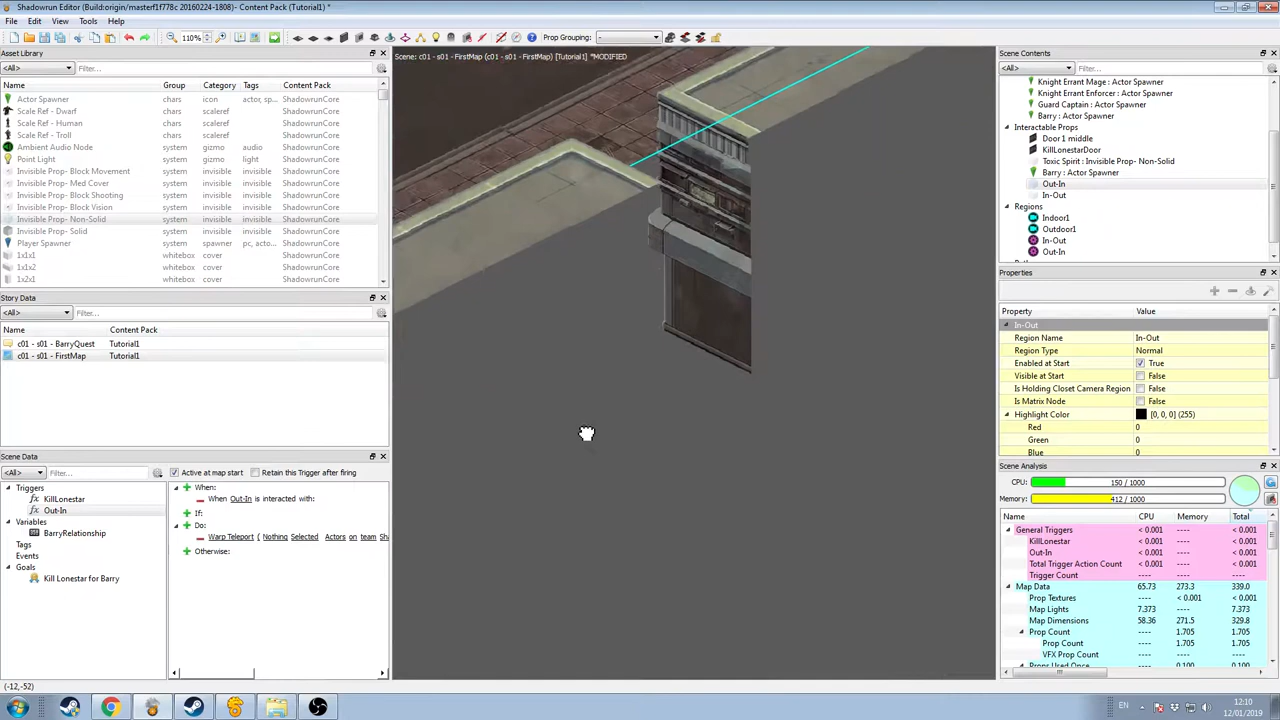 Shadowrun Editor (Build:origin/masterf1f778c 20160224-1808)- Content Pack (Tutorial1) *
File Edit View Tools Help
110%
Prop Grouping: -
Asset Library
<All> Filter...
Name Group Category Tags Content Pack
Actor Spawner chars icon actor, sp... ShadowrunCore
Scale Ref - Dwarf chars scaleref ShadowrunCore
Scale Ref - Human chars scaleref ShadowrunCore
Scale Ref - Troll chars scaleref ShadowrunCore
Ambient Audio Node system gizmo audio ShadowrunCore
Point Light system gizmo light ShadowrunCore
Invisible Prop- Block Movement system invisible invisible ShadowrunCore
Invisible Prop- Med Cover system invisible invisible ShadowrunCore
Invisible Prop- Block Shooting system invisible invisible ShadowrunCore
Invisible Prop- Block Vision system invisible invisible ShadowrunCore
Invisible Prop- Non-Solid system invisible invisible ShadowrunCore
Invisible Prop- Solid system invisible invisible ShadowrunCore
Player Spawner system spawner pc, acto... ShadowrunCore
1x1x1 whitebox cover ShadowrunCore
1x1x2 whitebox cover ShadowrunCore
1x2x1 whitebox cover ShadowrunCore
Story Data
<All> Filter...
Name Content Pack
c01 - s01 - BarryQuest Tutorial1
c01 - s01 - FirstMap Tutorial1
Scene Data
<All> Filter...
Triggers
KillLonestar
Out-In
Variables
BarryRelationship
Tags
Events
Goals
Kill Lonestar for Barry
Active at map start Retain this Trigger after firing
When:
When Out-In is interacted with:
If:
Do:
Warp Teleport ( Nothing Selected Actors on team Sh
Otherwise:
Scene: c01 - s01 - FirstMap (c01 - s01 - FirstMap) [Tutorial1] *MODIFIED
Scene Contents
<All> Filter...
Knight Errant Mage : Actor Spawner
Knight Errant Enforcer : Actor Spawner
Guard Captain : Actor Spawner
Barry : Actor Spawner
Interactable Props
Door 1 middle
KillLonestarDoor
Toxic Spirit : Invisible Prop- Non-Solid
Barry : Actor Spawner
Out-In
In-Out
Regions
Indoor1
Outdoor1
In-Out
Out-In
Properties
Property Value
In-Out
Region Name In-Out
Region Type Normal
Enabled at Start True
Visible at Start False
Is Holding Closet Camera Region False
Is Matrix Node False
Highlight Color [0, 0, 0] (255)
Red 0
Green 0
Blue 0
Scene Analysis
CPU: 150 / 1000
Memory: 412 / 1000
Name CPU Memory Total
General Triggers < 0.001 ---- < 0.001
KillLonestar < 0.001 ---- < 0.001
Out-In < 0.001 ---- < 0.001
Total Trigger Action Count < 0.001 ---- < 0.001
Trigger Count ---- ---- ----
Map Data 65.73 273.3 339.0
Prop Textures ---- < 0.001 < 0.001
Map Lights 7.373 ---- 7.373
Map Dimensions 58.36 271.5 329.8
Prop Count ---- 1.705 1.705
Prop Count ---- 1.705 1.705
VFX Prop Count ---- ---- ----
Props Used Once ---- 0.100 0.100
(-12,-52)
EN
12:10
12/01/2019